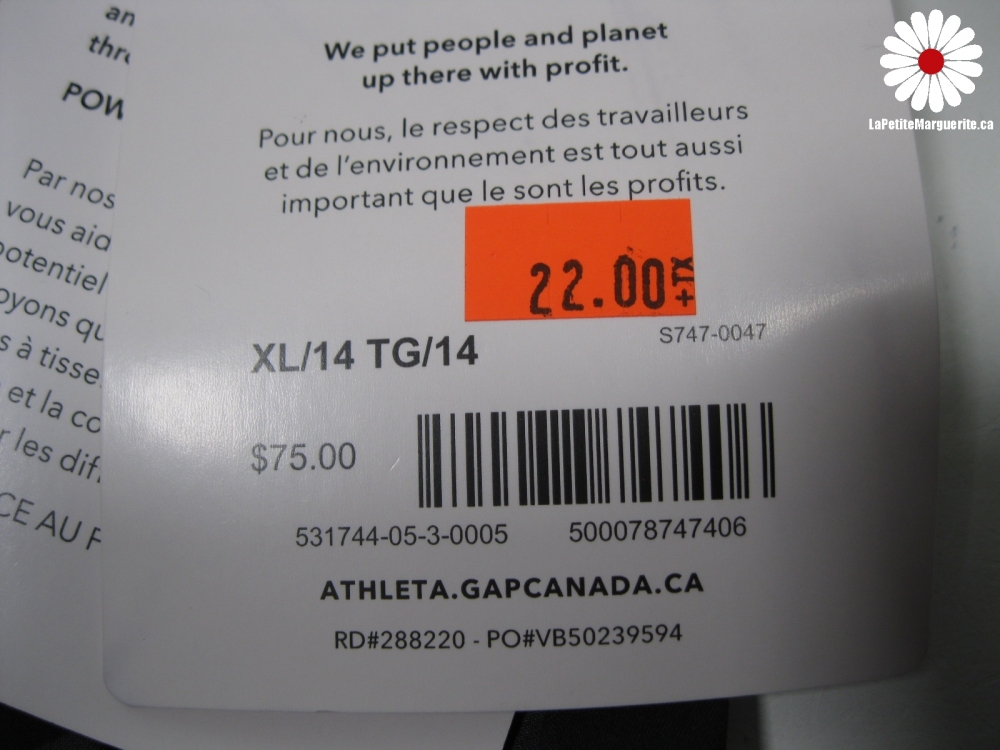 an
POW
Par nos
vous aid
potentiel
s à tisse
et la co
les dif
CE AU
We put people and planet
up there with profit.
Pour nous, le respect des travailleurs
et de l'environnement est tout aussi
important que le sont les profits.
22.00+TX
XL/14 TG/14
S747-0047
$75.00
531744-05-3-0005 500078747406
ATHLETA.GAPCANADA.CA
RD#288220 - PO#VB50239594
LaPetiteMarguerite.ca